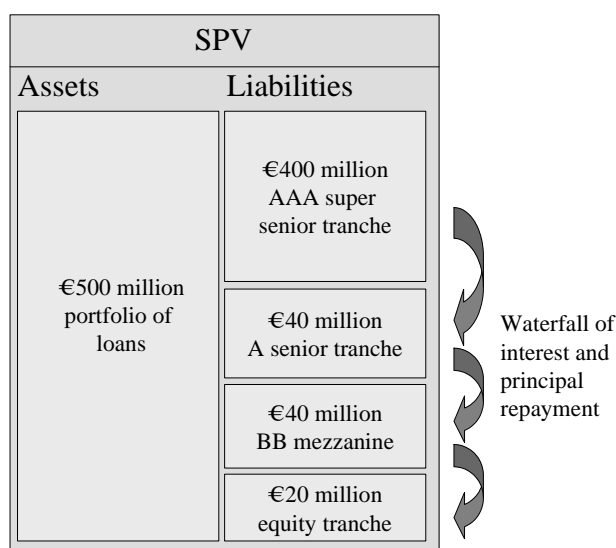 SPV
Assets
Liabilities
€500 million
portfolio of
loans
€400 million
AAA super
senior tranche
€40 million
A senior tranche
€40 million
BB mezzanine
€20 million
equity tranche
Waterfall of
interest and
principal
repayment